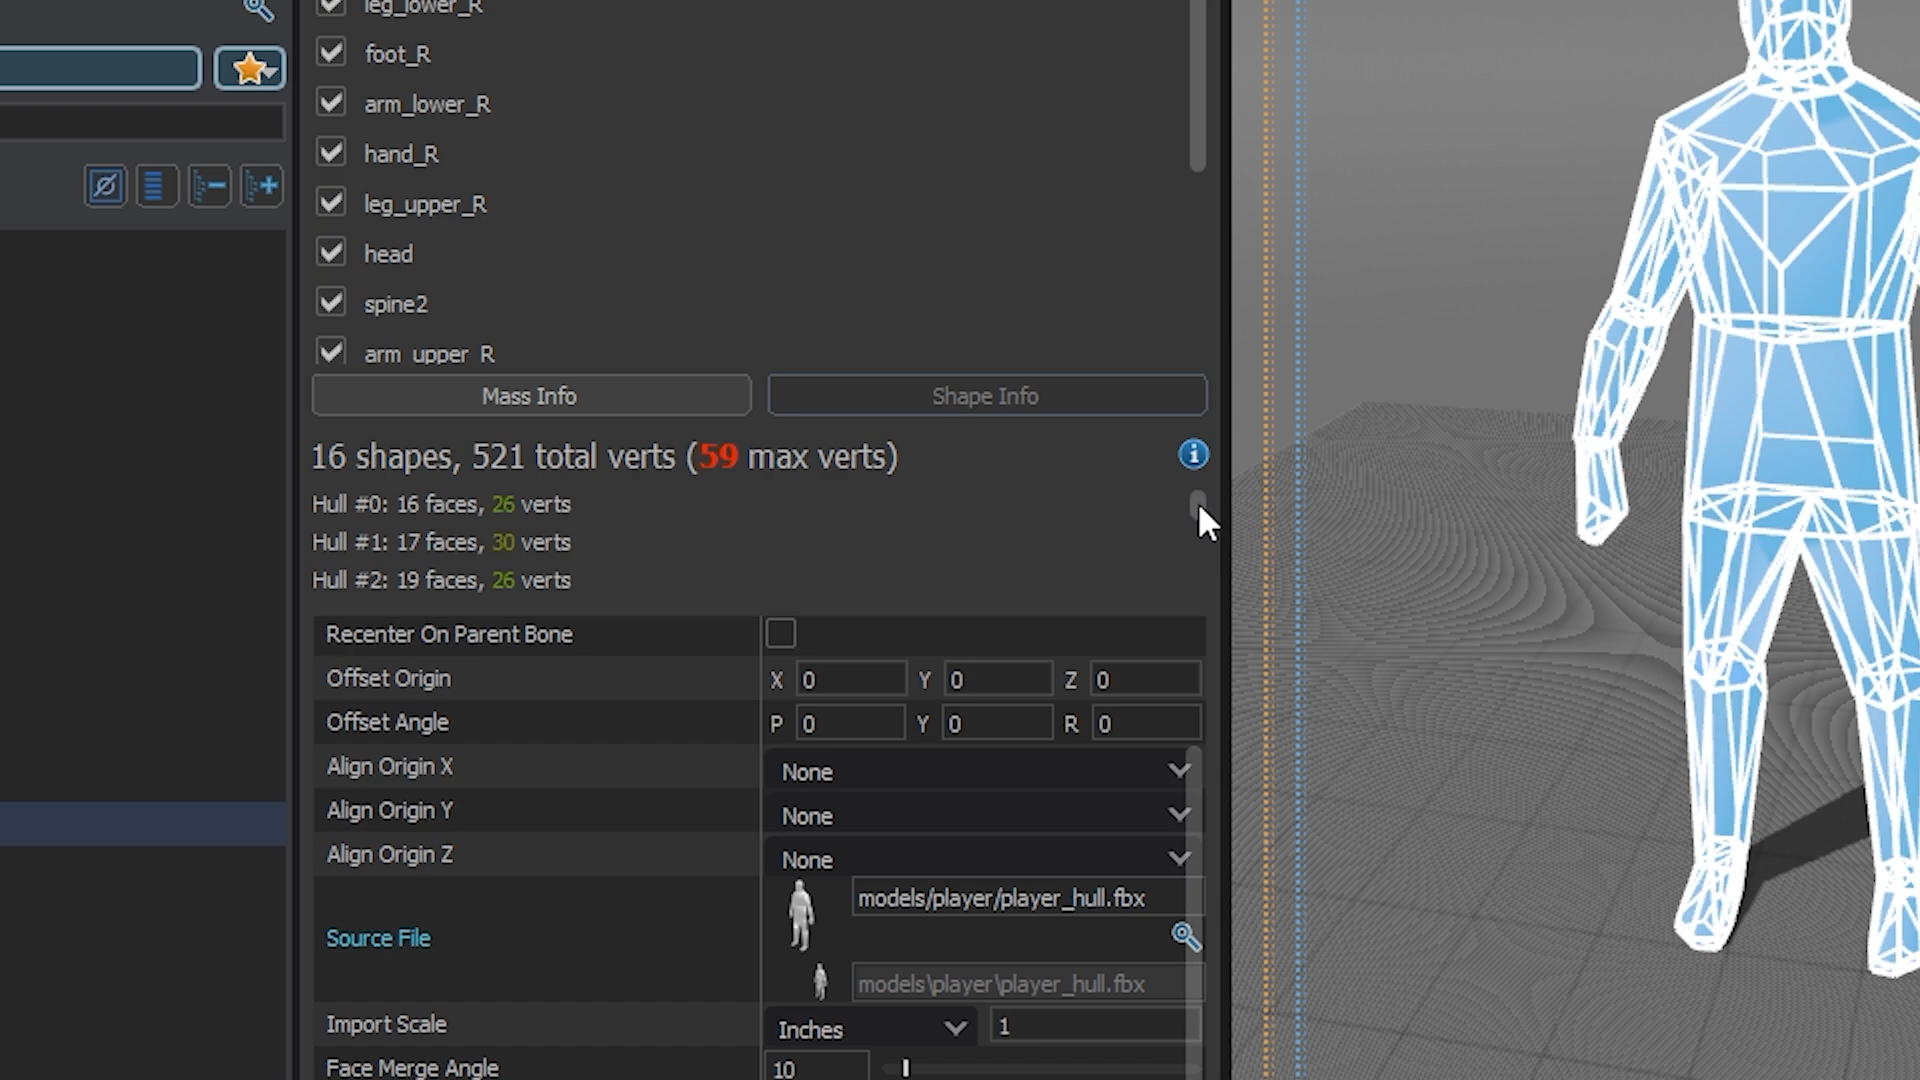 leg_lower_R
foot_R
arm_lower_R
hand_R
leg_upper_R
head
spine2
arm_upper_R
Mass Info Shape Info
16 shapes, 521 total verts (59 max verts)
Hull #0: 16 faces, 26 verts
Hull #1: 17 faces, 30 verts
Hull #2: 19 faces, 26 verts
Recenter On Parent Bone
Offset Origin X 0 Y 0 Z 0
Offset Angle P 0 Y 0 R 0
Align Origin X None
Align Origin Y None
Align Origin Z None
models/player/player_hull.fbx
Source File
models\player\player_hull.fbx
Import Scale Inches 1
Face Merge Angle 10